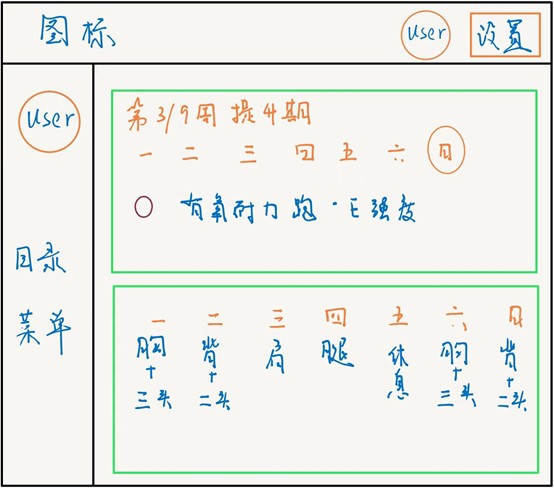 图标 User 设置
User
目录
菜单
第3/9周 提4期
一 二 三 四 五 六 日
有氧耐力跑·E强度
一 二 三 四 五 六 日
胸+三头 背+二头 肩 腿 休息 胸+三头 背+二头